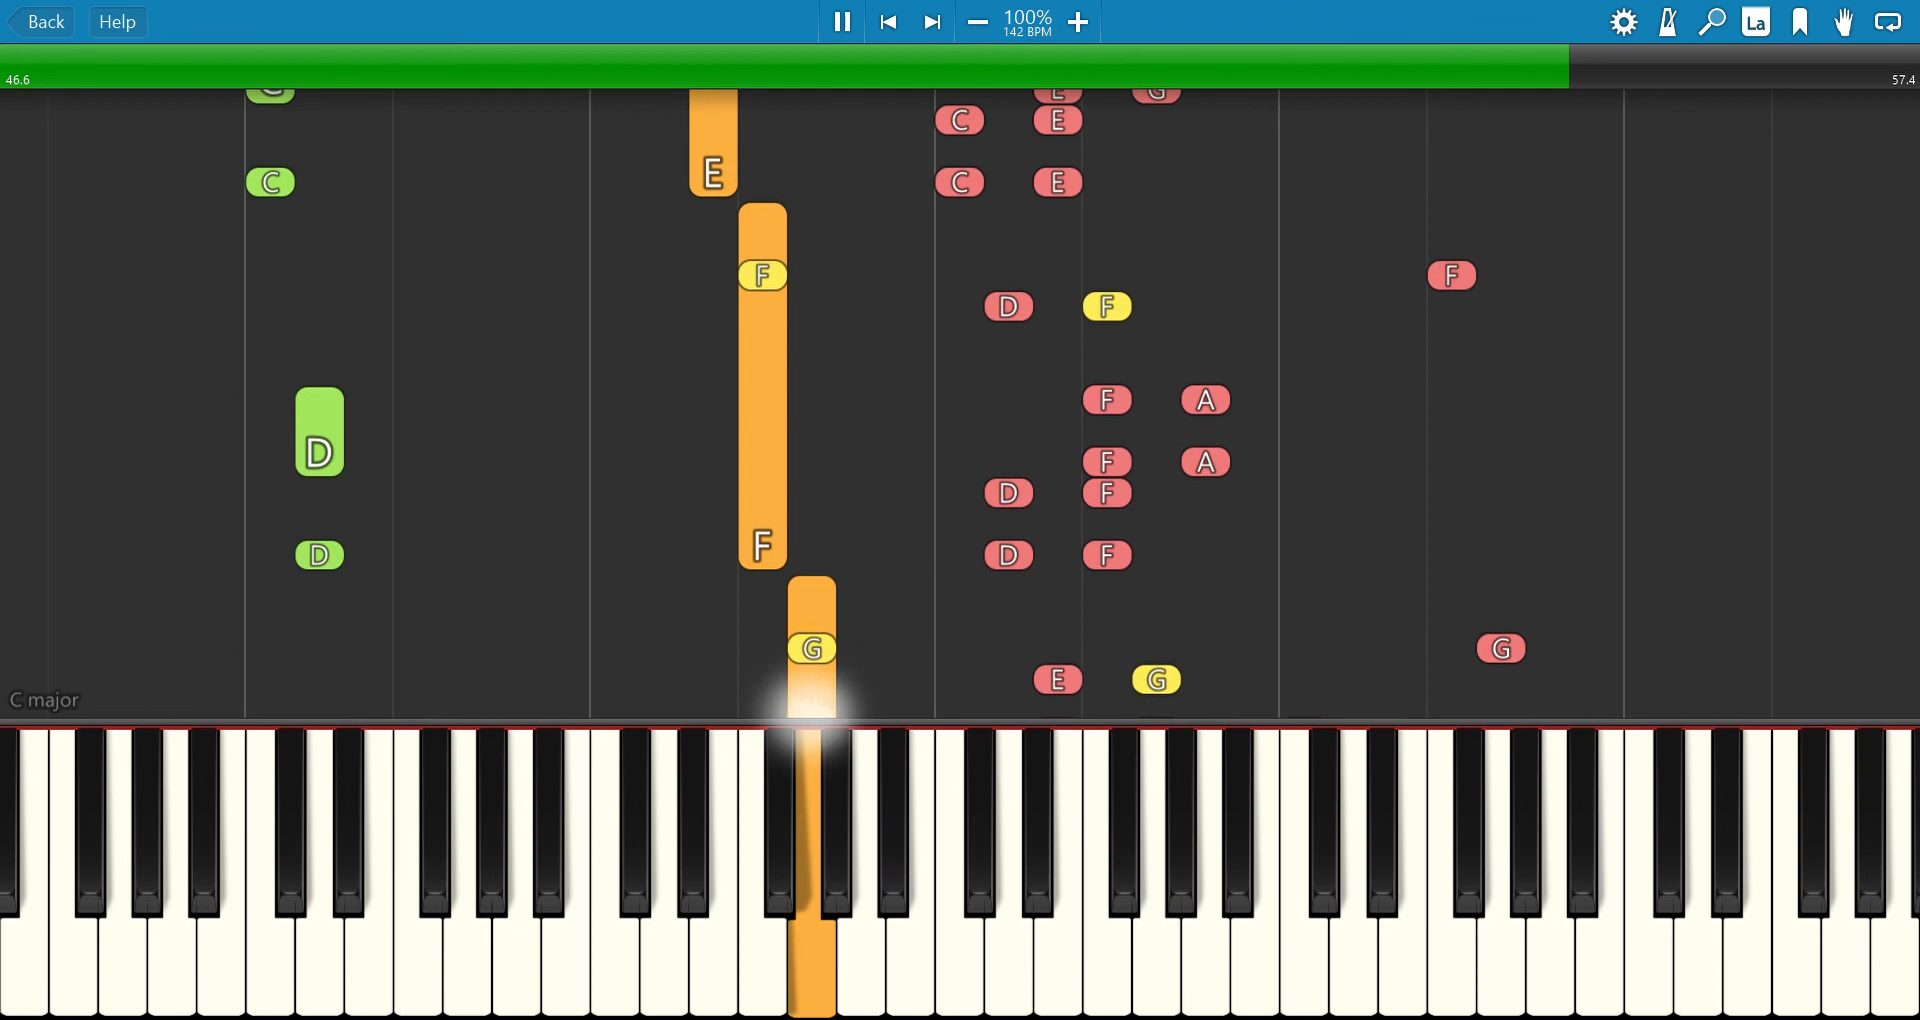 Back Help 100% La
142 BPM
46.6 57.4
C E G
C E
E
C C E
F F
D F
F A
D
F A
D F
F
D D F
G G
E G
C major